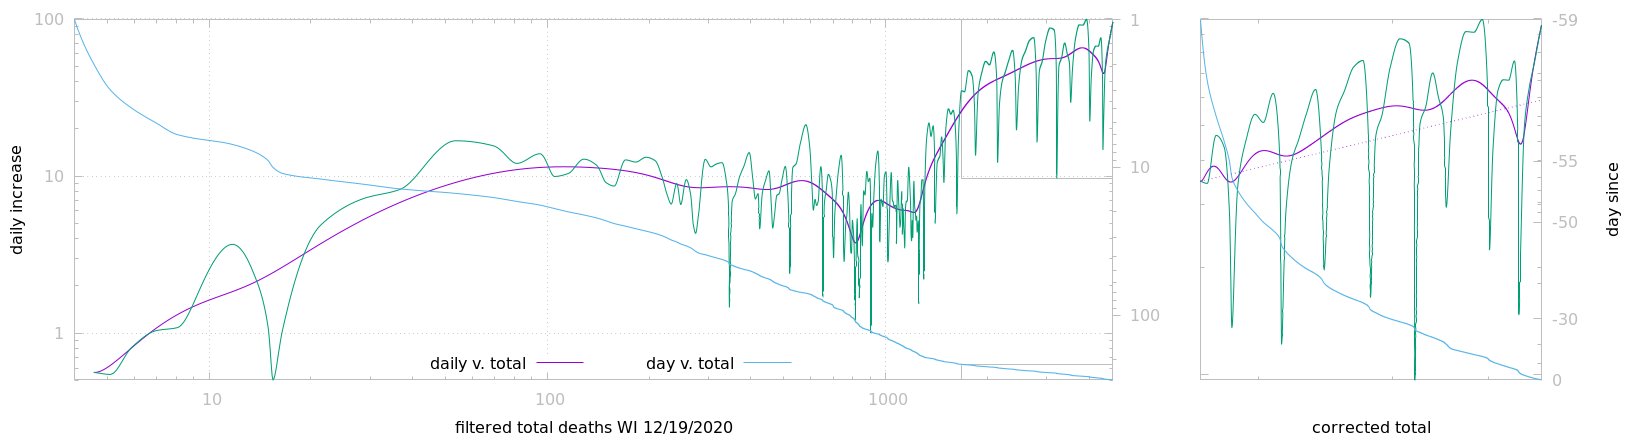 100
10
1
daily increase
10
100
1000
filtered total deaths WI 12/19/2020
daily v. total
day v. total
1
10
100
-59
-55
-50
-30
0
day since
corrected total